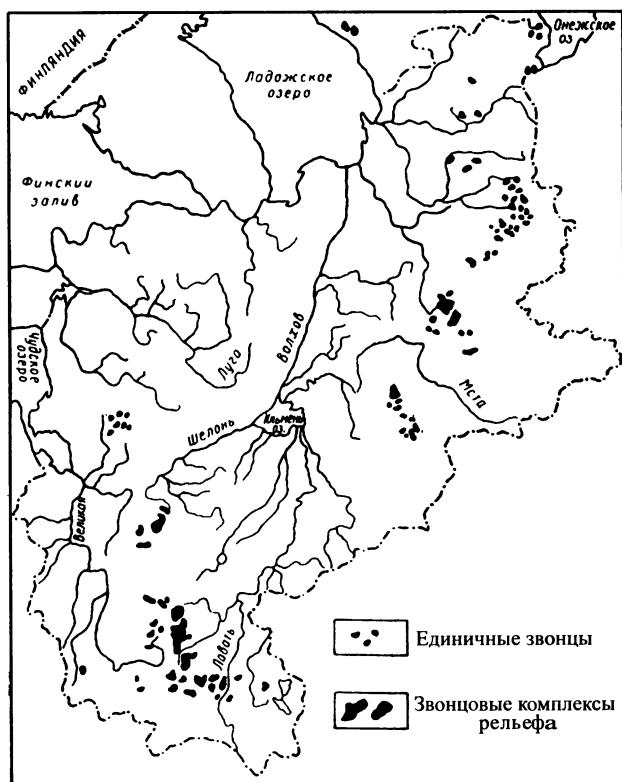 ФИНЛЯНДИЯ
Ладожское
озеро
Онежское
оз
Финский
залив
Чудское
озеро
Луга
Волхов
Мста
Шелонь
Ильмень
оз.
Великая
Ловать
Единичные звонцы
Звонцовые комплексы
рельефа